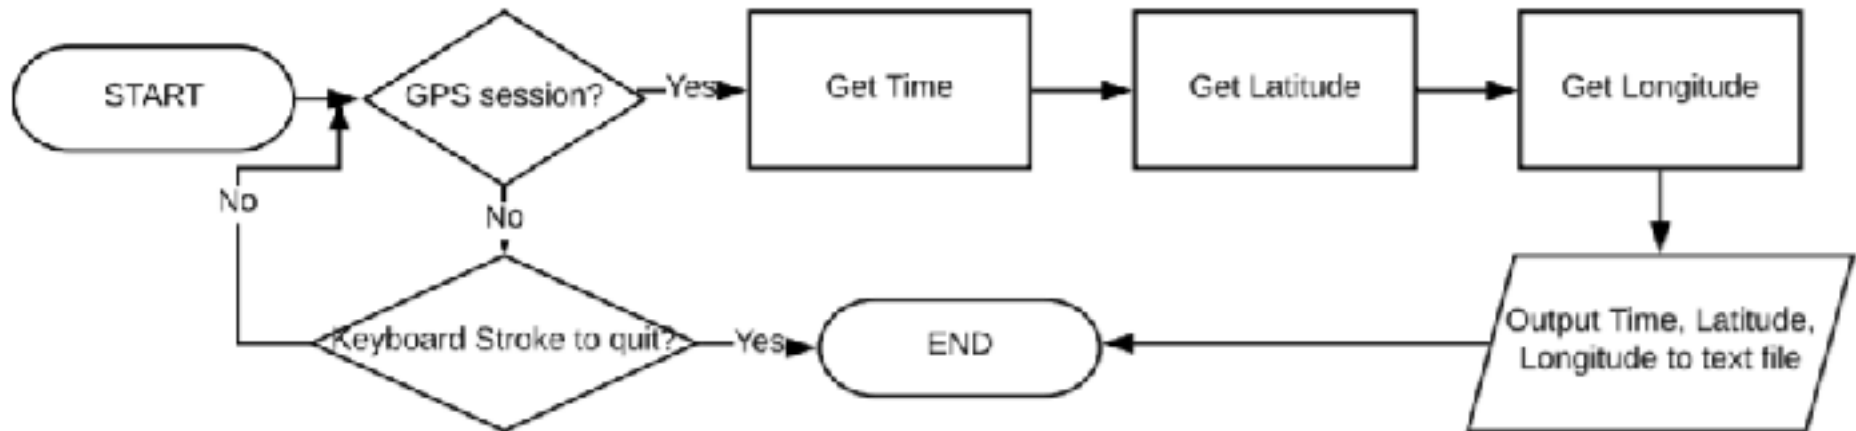 START
GPS session?
Yes
Get Time
Get Latitude
Get Longitude
No
No
Keyboard Stroke to quit?
Yes
END
Output Time, Latitude,
Longitude to text file